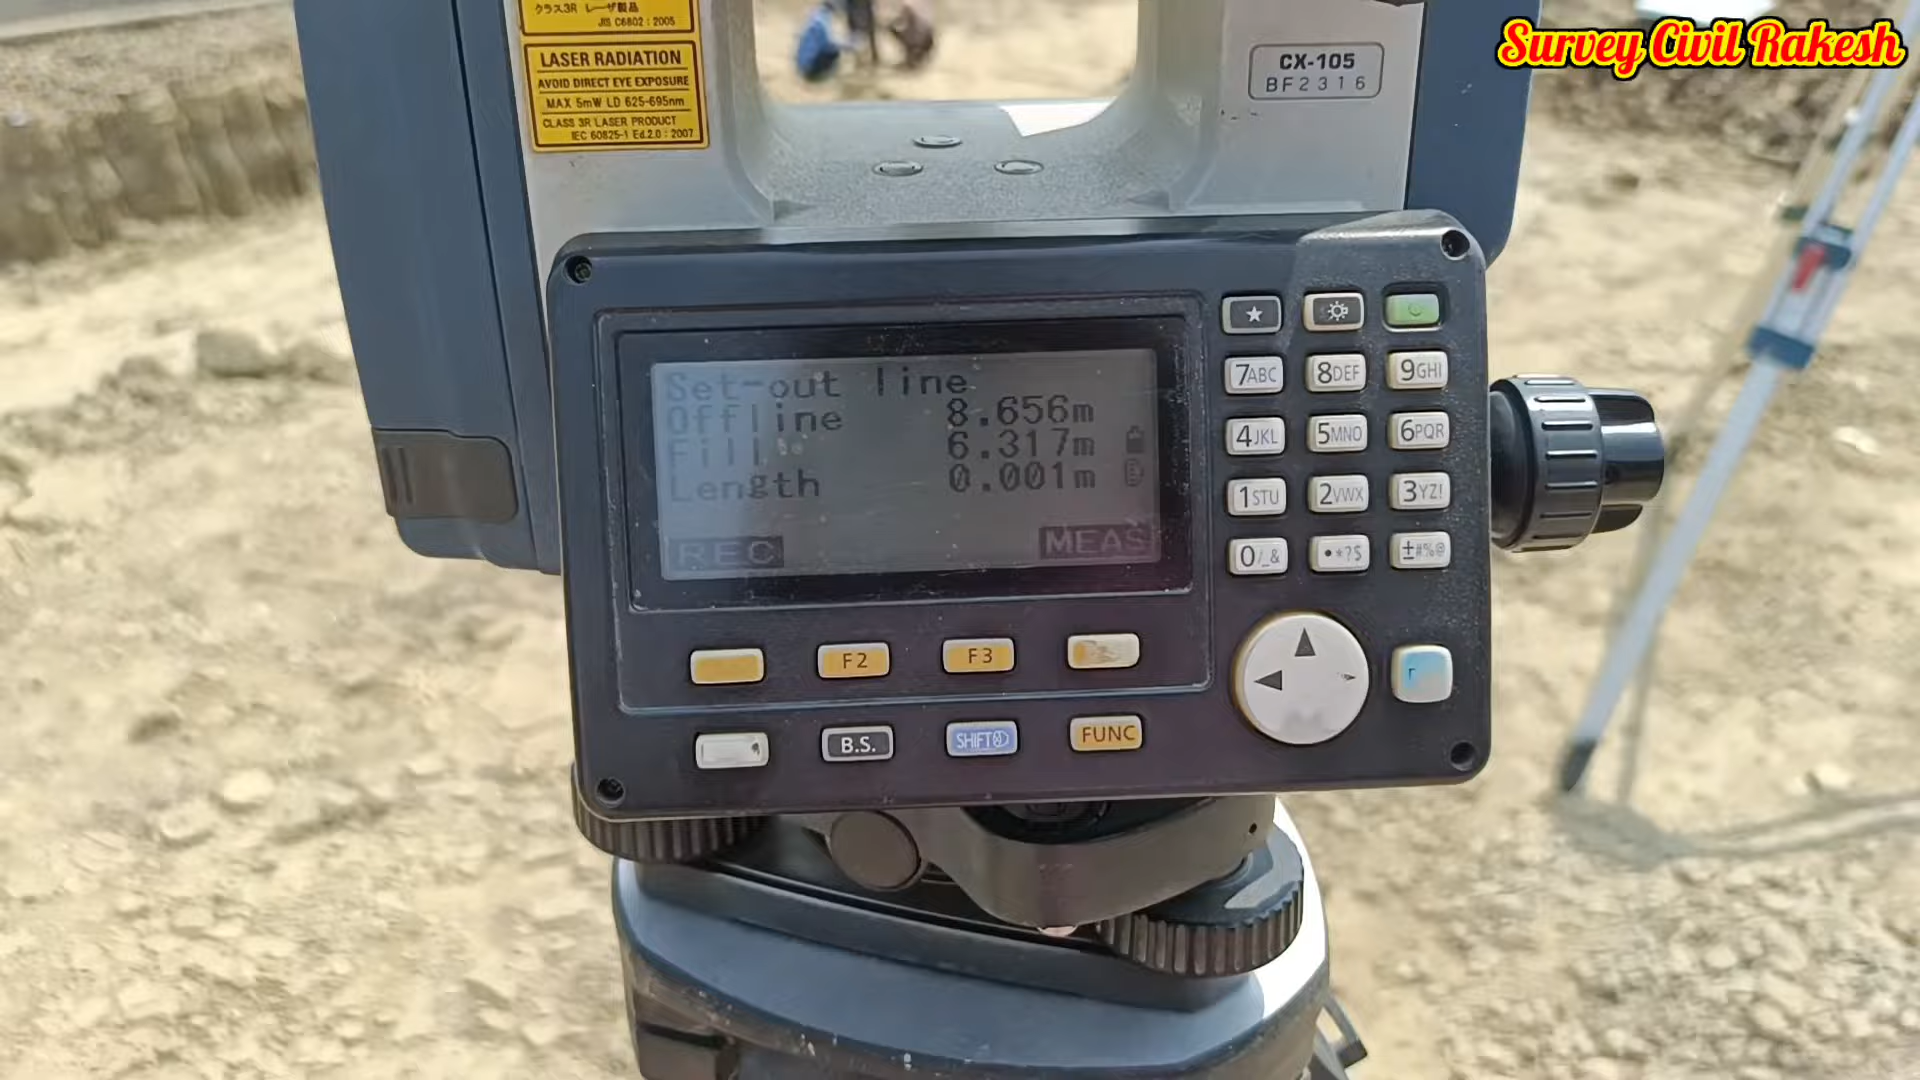 Survey Civil Rakesh
クラス3R レーザ製品
JIS C6802 : 2005
LASER RADIATION
AVOID DIRECT EYE EXPOSURE
MAX 5mW LD 625-695nm
CLASS 3R LASER PRODUCT
IEC 60825-1 Ed.2.0 : 2007
CX-105
BF2316
Set-out line
Offline 8.656m
Fill 6.317m
Length 0.001m
REC MEAS
★
7ABC 8DEF 9GHI
4JKL 5MNO 6PQR
1STU 2VWX 3YZ!
0/_& •*?$ ±#%@
F2 F3
B.S. SHIFT FUNC